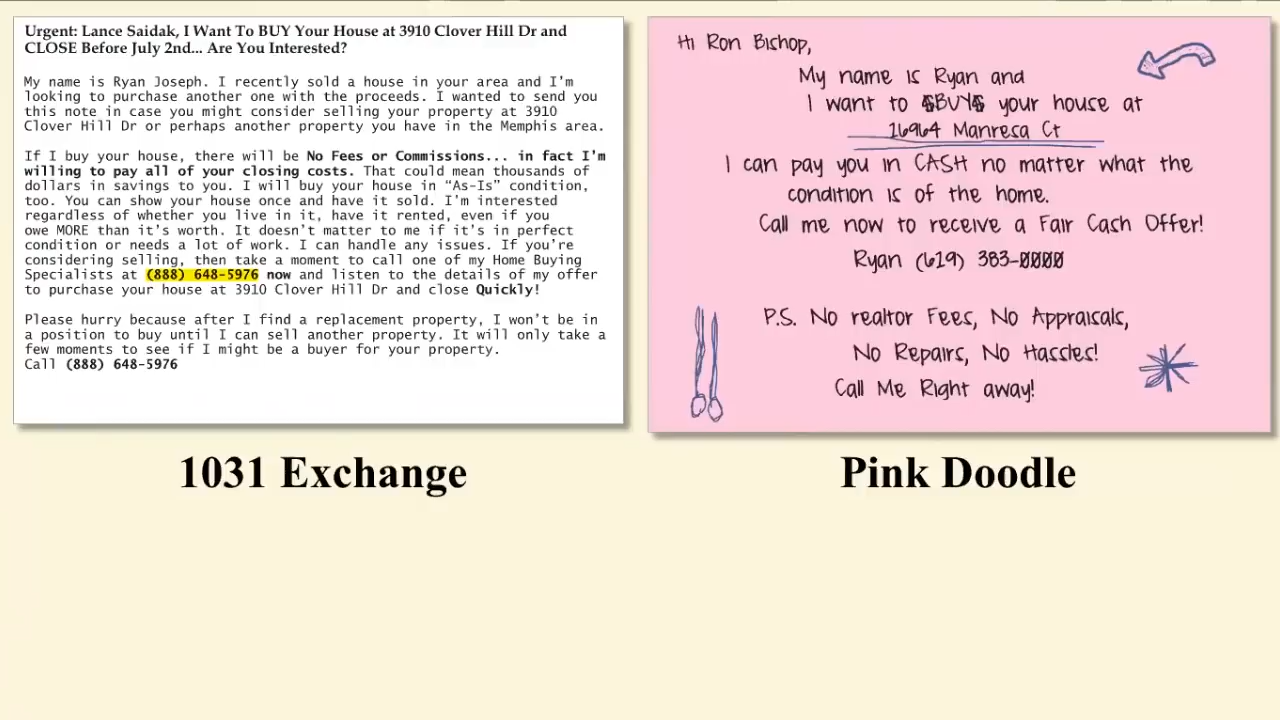 Urgent: Lance Saidak, I Want To BUY Your House at 3910 Clover Hill Dr and
CLOSE Before July 2nd... Are You Interested?
My name is Ryan Joseph. I recently sold a house in your area and I'm
looking to purchase another one with the proceeds. I wanted to send you
this note in case you might consider selling your property at 3910
Clover Hill Dr or perhaps another property you have in the Memphis area.
If I buy your house, there will be No Fees or Commissions... in fact I'm
willing to pay all of your closing costs. That could mean thousands of
dollars in savings to you. I will buy your house in "As-Is" condition,
too. You can show your house once and have it sold. I'm interested
regardless of whether you live in it, have it rented, even if you
owe MORE than it's worth. It doesn't matter to me if it's in perfect
condition or needs a lot of work. I can handle any issues. If you're
considering selling, then take a moment to call one of my Home Buying
Specialists at (888) 648-5976 now and listen to the details of my offer
to purchase your house at 3910 Clover Hill Dr and close Quickly!
Please hurry because after I find a replacement property, I won't be in
a position to buy until I can sell another property. It will only take a
few moments to see if I might be a buyer for your property.
Call (888) 648-5976
1031 Exchange
Hi Ron Bishop,
My name is Ryan and
I want to $BUY$ your house at
16964 Manresa Ct
I can pay you in CASH no matter what the
condition is of the home.
Call me now to receive a Fair Cash Offer!
Ryan (619) 383-0000
P.S. No realtor Fees, No Appraisals,
No Repairs, No Hassles!
Call Me Right away!
Pink Doodle